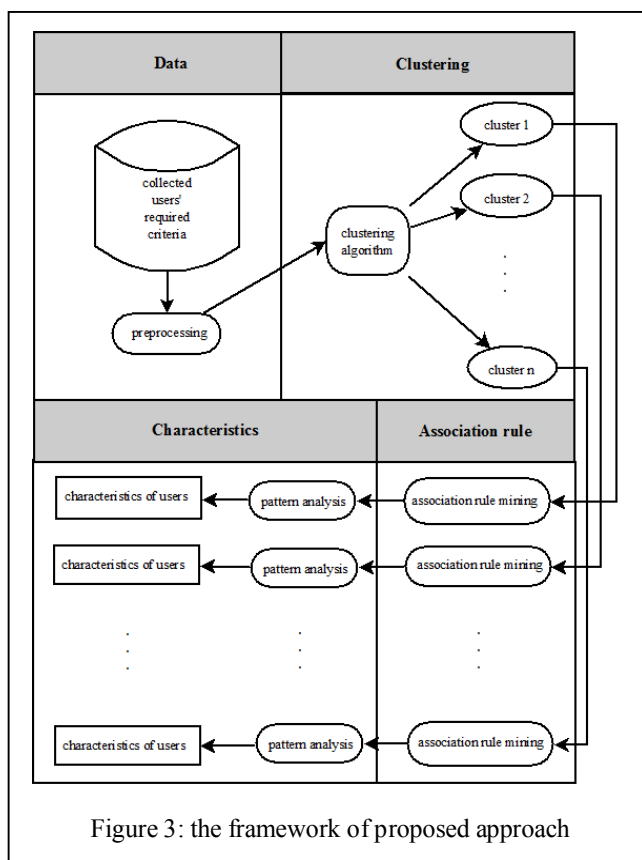 Data
Clustering
collected
users'
required
criteria
preprocessing
clustering
algorithm
cluster 1
cluster 2
cluster n
Characteristics
Association rule
characteristics of users
pattern analysis
association rule mining
characteristics of users
pattern analysis
association rule mining
characteristics of users
pattern analysis
association rule mining
Figure 3: the framework of proposed approach